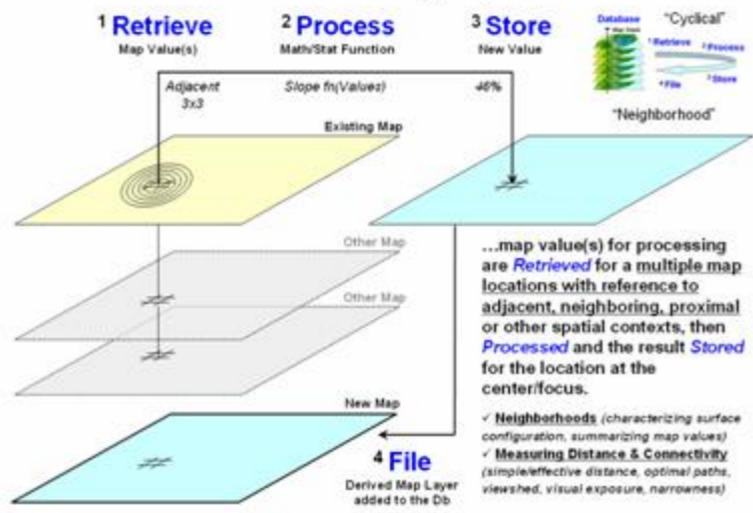 1 Retrieve
Map Value(s)
2 Process
Math/Stat Function
3 Store
New Value
Database
Map Stack
"Cyclical"
1 Retrieve
2 Process
3 Store
4 File
"Neighborhood"
Adjacent
3x3
Slope fn(Values)
46%
Existing Map
Other Map
Other Map
New Map
4 File
Derived Map Layer
added to the Db
...map value(s) for processing
are Retrieved for a multiple map
locations with reference to
adjacent, neighboring, proximal
or other spatial contexts, then
Processed and the result Stored
for the location at the
center/focus.
✓ Neighborhoods (characterizing surface
configuration, summarizing map values)
✓ Measuring Distance & Connectivity
(simple/effective distance, optimal paths,
viewshed, visual exposure, narrowness)